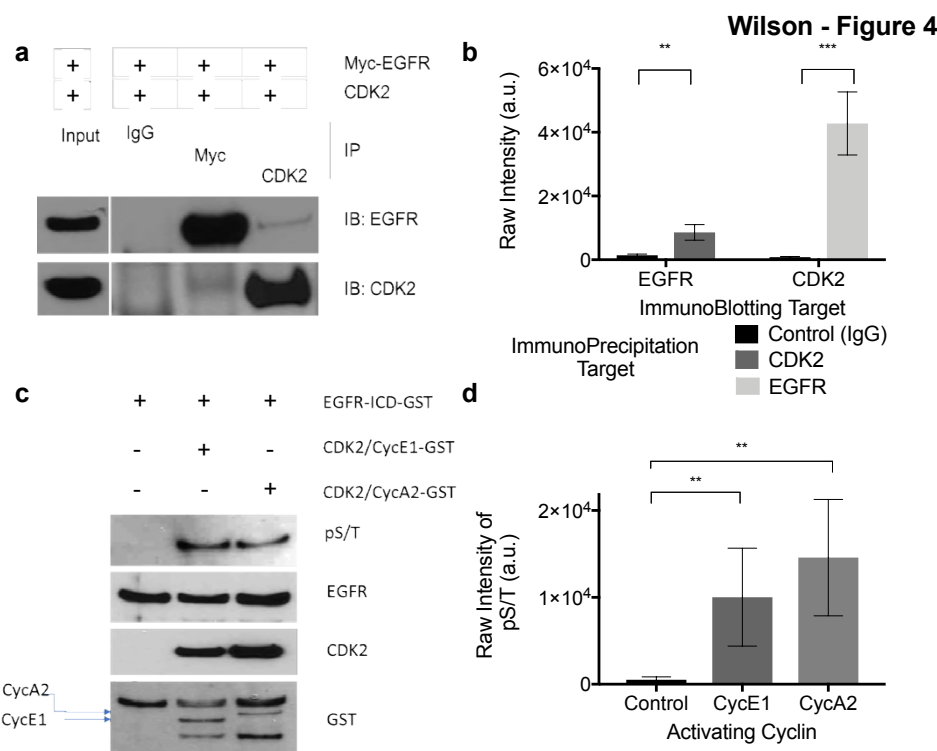 Wilson - Figure 4
a
+ + + + Myc-EGFR
+ + + + CDK2
Input IgG Myc CDK2 IP
IB: EGFR
IB: CDK2
b
** ***
6×10⁴
4×10⁴
2×10⁴
0
Raw Intensity (a.u.)
EGFR CDK2
ImmunoBlotting Target
ImmunoPrecipitation
Target
Control (IgG)
CDK2
EGFR
c
+ + + EGFR-ICD-GST
- + - CDK2/CycE1-GST
- - + CDK2/CycA2-GST
pS/T
EGFR
CDK2
CycA2
CycE1
GST
d
**
**
2×10⁴
1×10⁴
0
Raw Intensity of
pS/T (a.u.)
Control CycE1 CycA2
Activating Cyclin